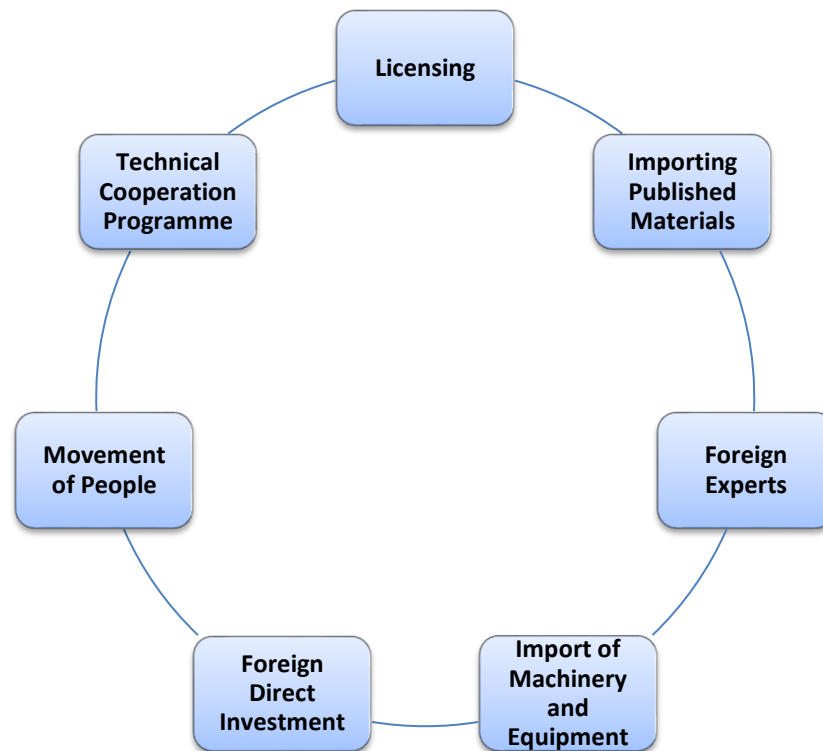 Licensing
Importing
Published
Materials
Foreign
Experts
Import of
Machinery
and
Equipment
Foreign
Direct
Investment
Movement
of People
Technical
Cooperation
Programme